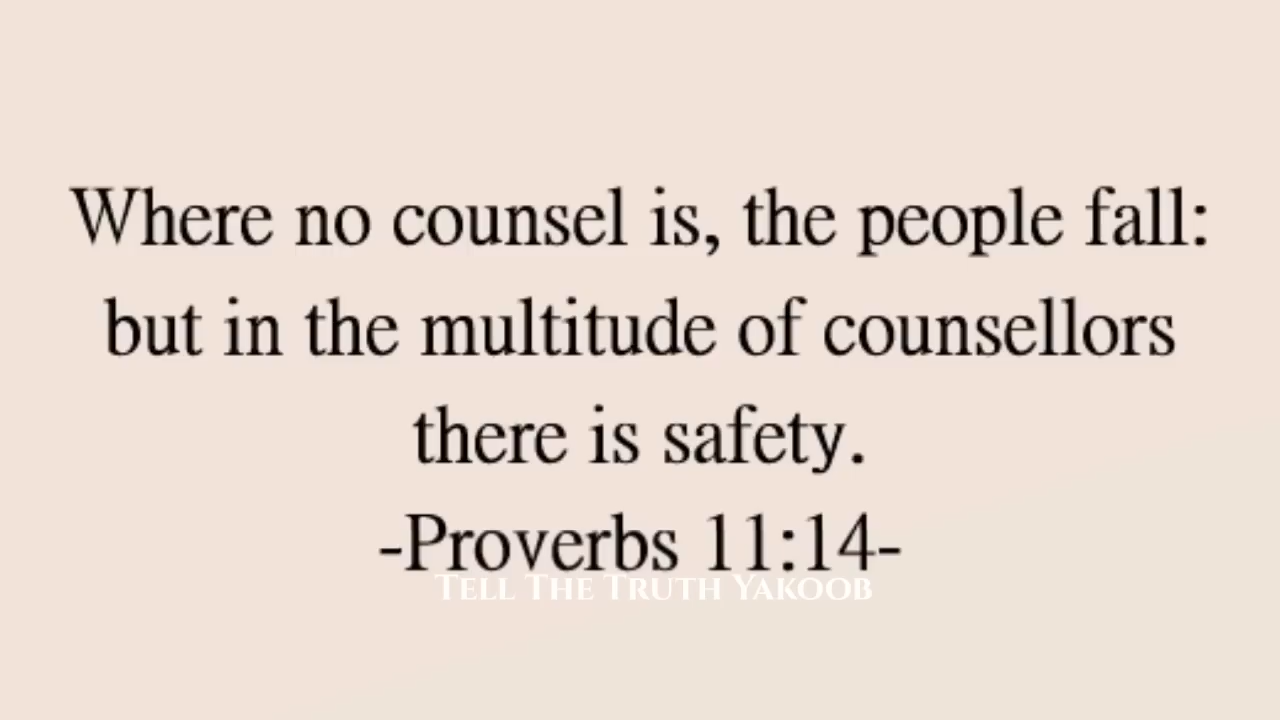 Where no counsel is, the people fall:
but in the multitude of counsellors
there is safety.
-Proverbs 11:14-
Tell The Truth Yakoob